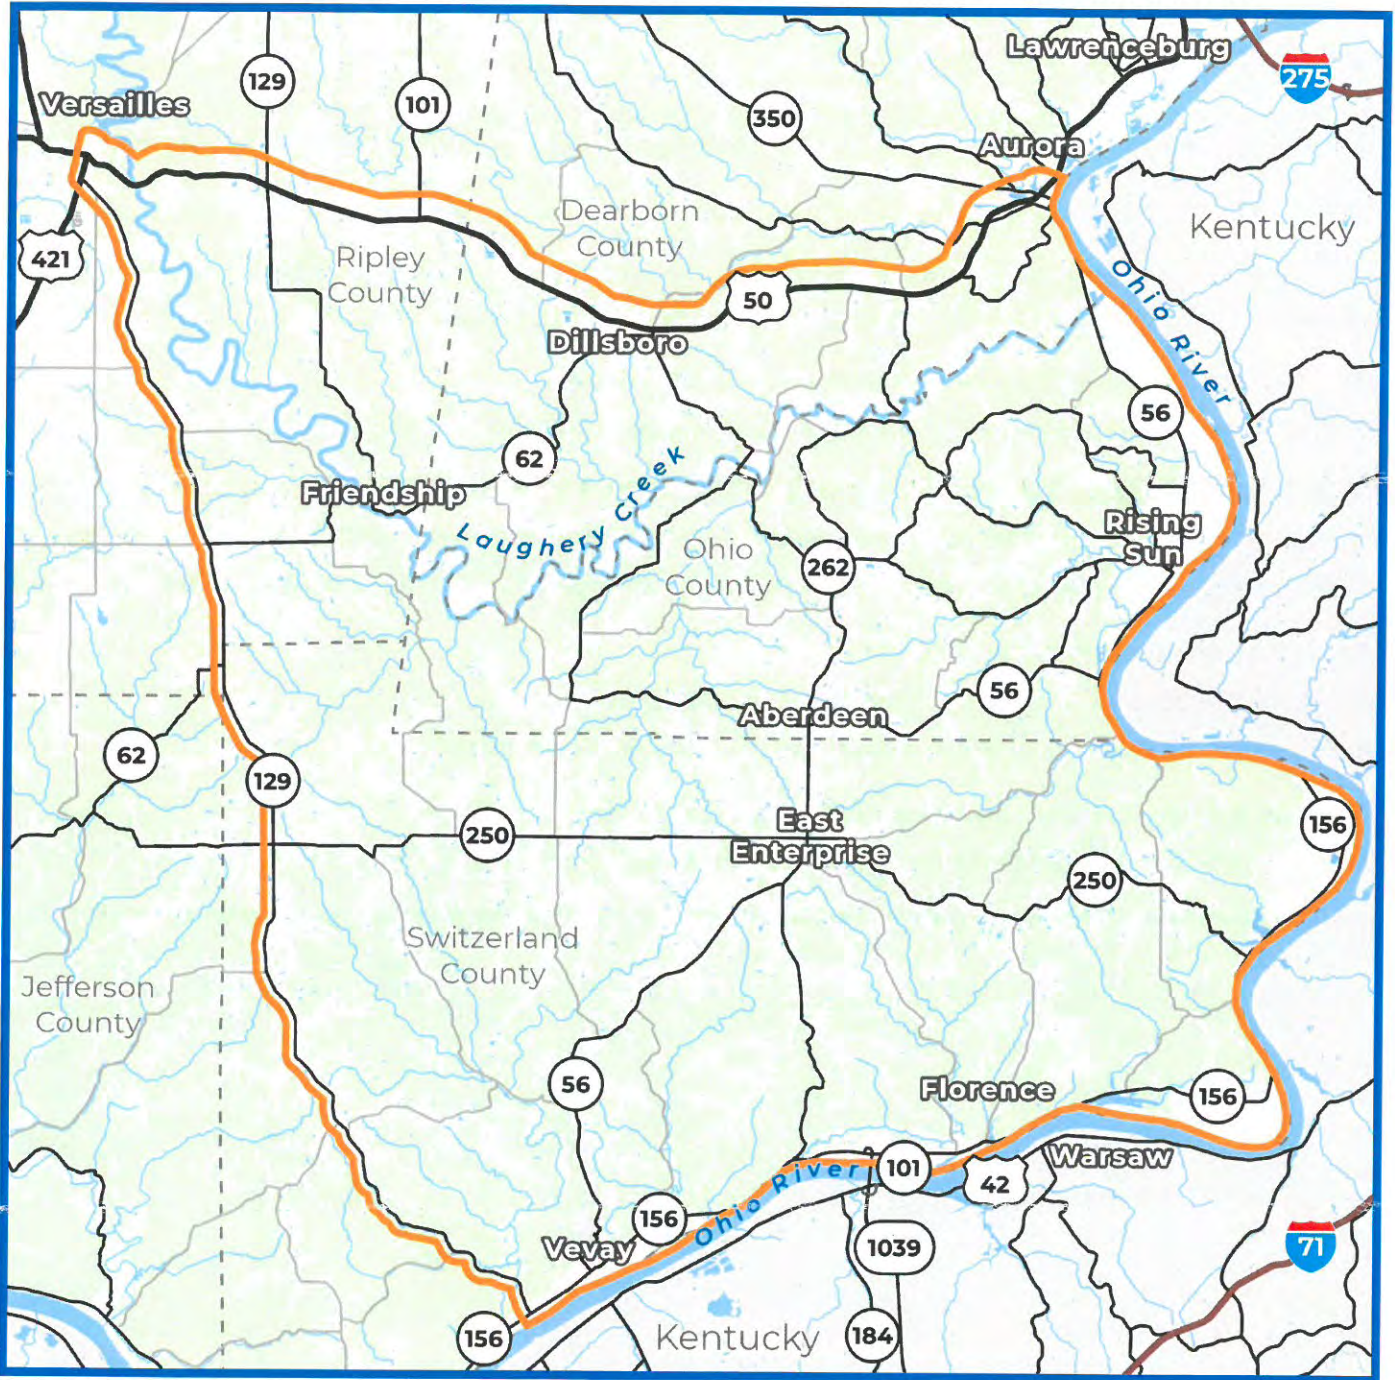 Lawrenceburg
275
129
Versailles
101
350
Aurora
Dearborn
County
Kentucky
421
Ripley
County
50
Ohio River
Dillsboro
56
62
Friendship
Laughery Creek
Rising
Sun
Ohio
County
262
56
Aberdeen
62
129
250
East
Enterprise
156
250
Switzerland
County
Jefferson
County
56
Florence
156
Ohio River
101
42
Warsaw
156
Vevay
1039
71
156
Kentucky
184